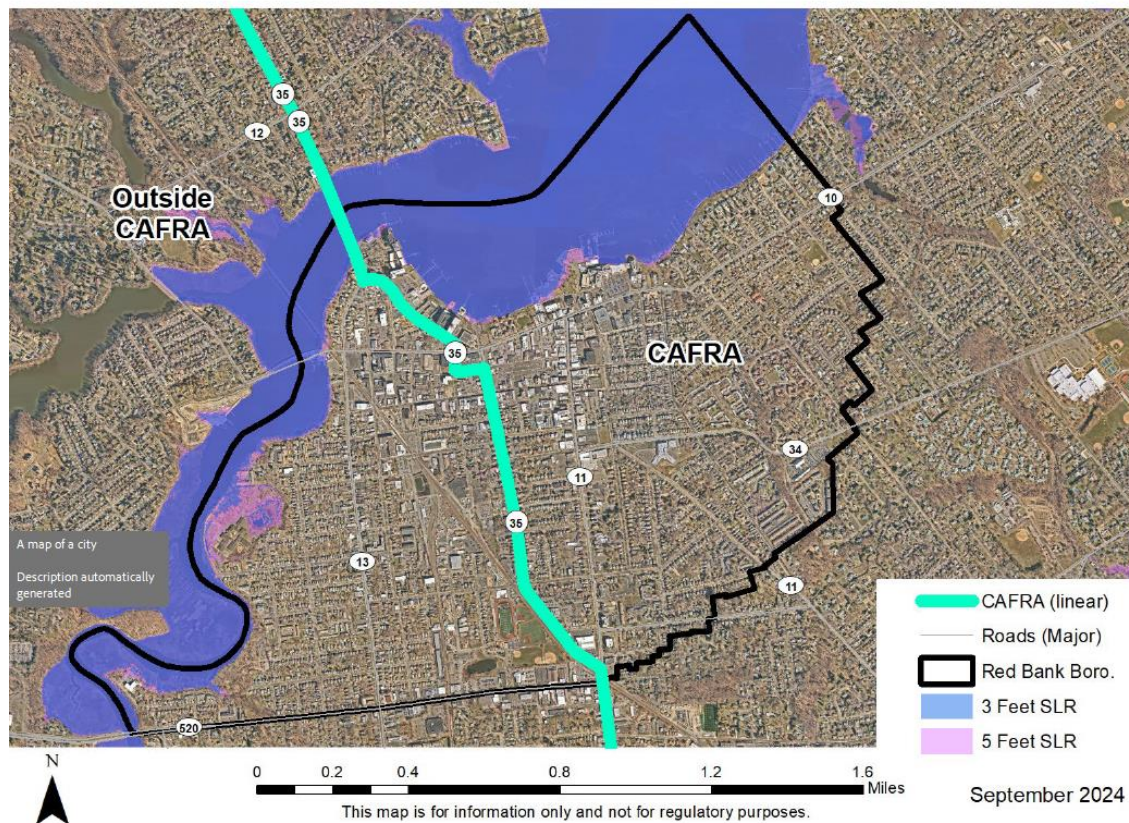 35
35
12
Outside
CAFRA
10
35
CAFRA
34
11
35
13
11
520
A map of a city
Description automatically
generated
CAFRA (linear)
Roads (Major)
Red Bank Boro.
3 Feet SLR
5 Feet SLR
N
0 0.2 0.4 0.8 1.2 1.6
Miles
This map is for information only and not for regulatory purposes.
September 2024